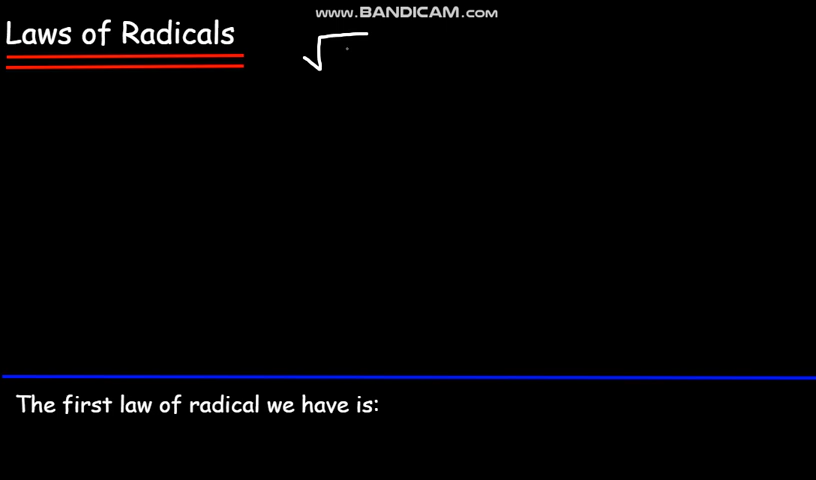 www.BANDICAM.com
Laws of Radicals
√
The first law of radical we have is: